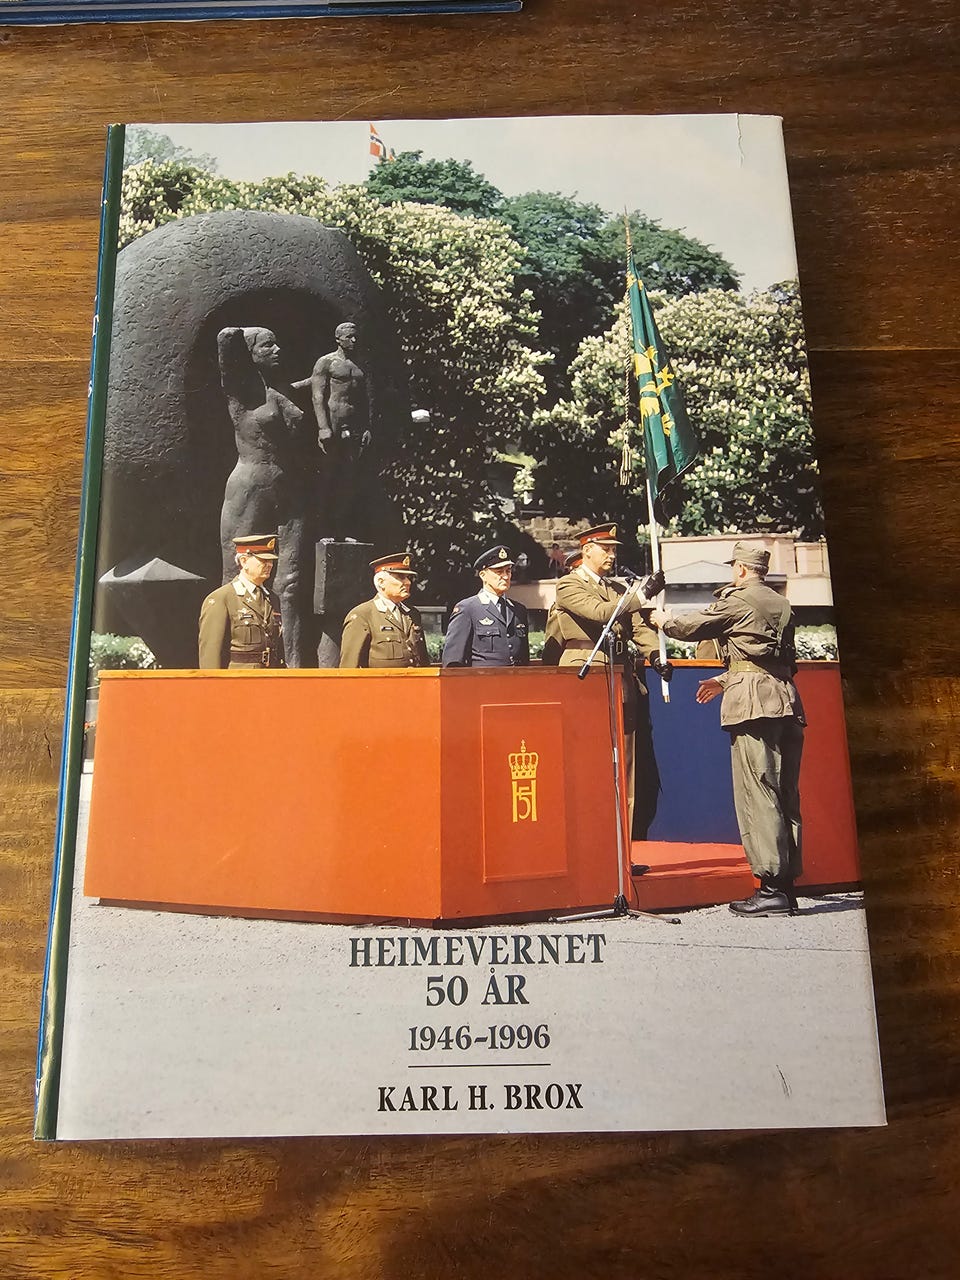 HEIMEVERNET
50 ÅR
1946-1996
KARL H. BROX